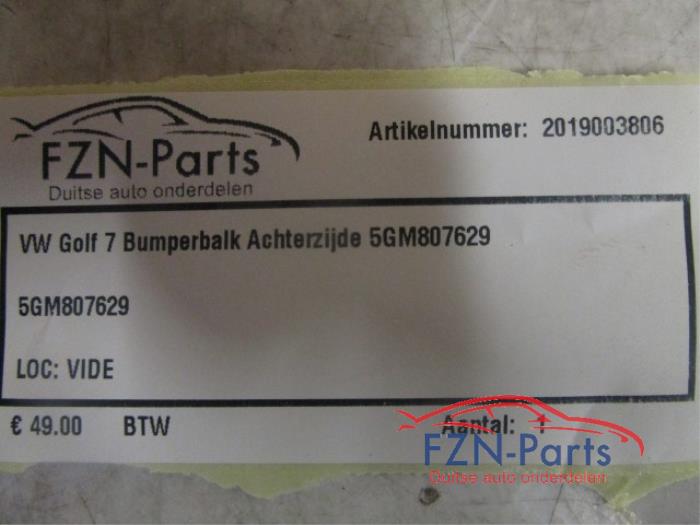 FZN-Parts
Duitse auto onderdelen
Artikelnummer: 2019003806
VW Golf 7 Bumperbalk Achterzijde 5GM807629
5GM807629
LOC: VIDE
€ 49.00 BTW Aantal: 1
FZN-Parts
Duitse auto onderdelen